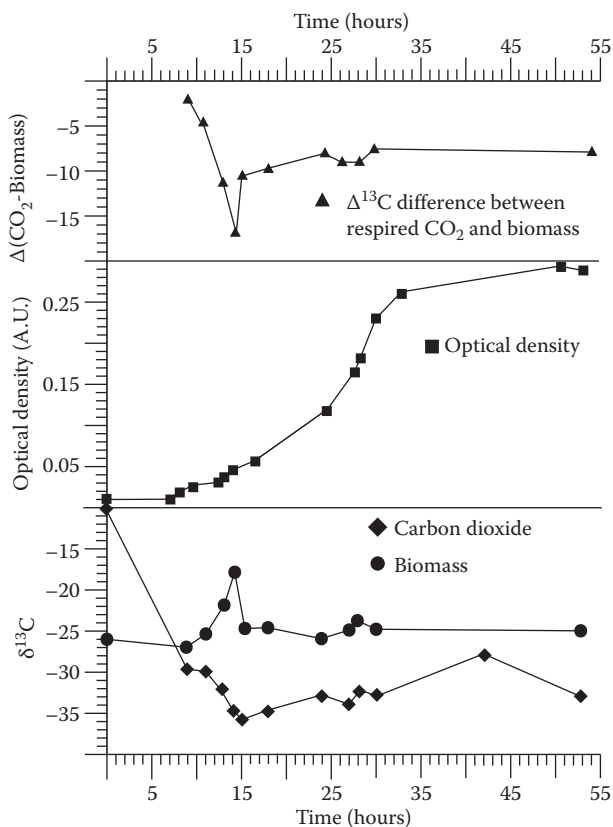 Time (hours)
5 15 25 35 45 55
Δ(CO₂-Biomass)
−5
−10
−15
Δ¹³C difference between
respired CO₂ and biomass
Optical density (A.U.)
0.25
0.15
0.05
Optical density
δ¹³C
−15
−20
−25
−30
−35
Carbon dioxide
Biomass
5 15 25 35 45 55
Time (hours)